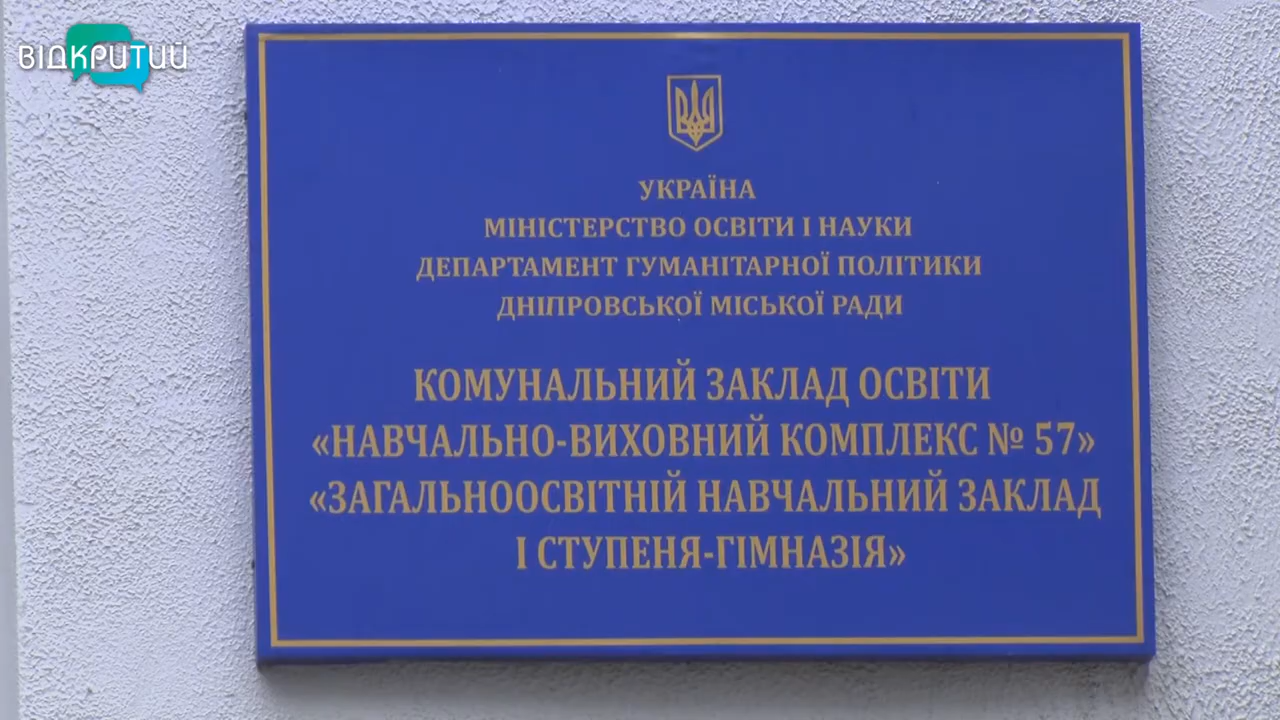 ВІДКРИТИЙ
УКРАЇНА
МІНІСТЕРСТВО ОСВІТИ І НАУКИ
ДЕПАРТАМЕНТ ГУМАНІТАРНОЇ ПОЛІТИКИ
ДНІПРОВСЬКОЇ МІСЬКОЇ РАДИ
КОМУНАЛЬНИЙ ЗАКЛАД ОСВІТИ
«НАВЧАЛЬНО-ВИХОВНИЙ КОМПЛЕКС № 57»
«ЗАГАЛЬНООСВІТНІЙ НАВЧАЛЬНИЙ ЗАКЛАД
І СТУПЕНЯ-ГІМНАЗІЯ»